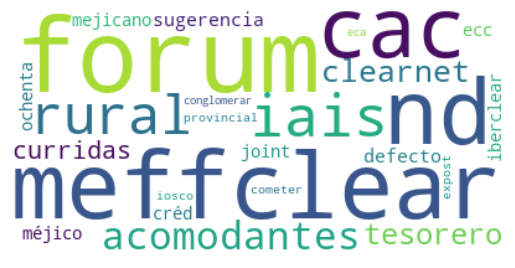 mejicano sugerencia eca ecc
forum cac
ochenta clearnet
rural conglomerar iais nd iberclear
provincial
curridas joint defecto
meffclear
iosco cometer expost
créd
méjico acomodantes tesorero